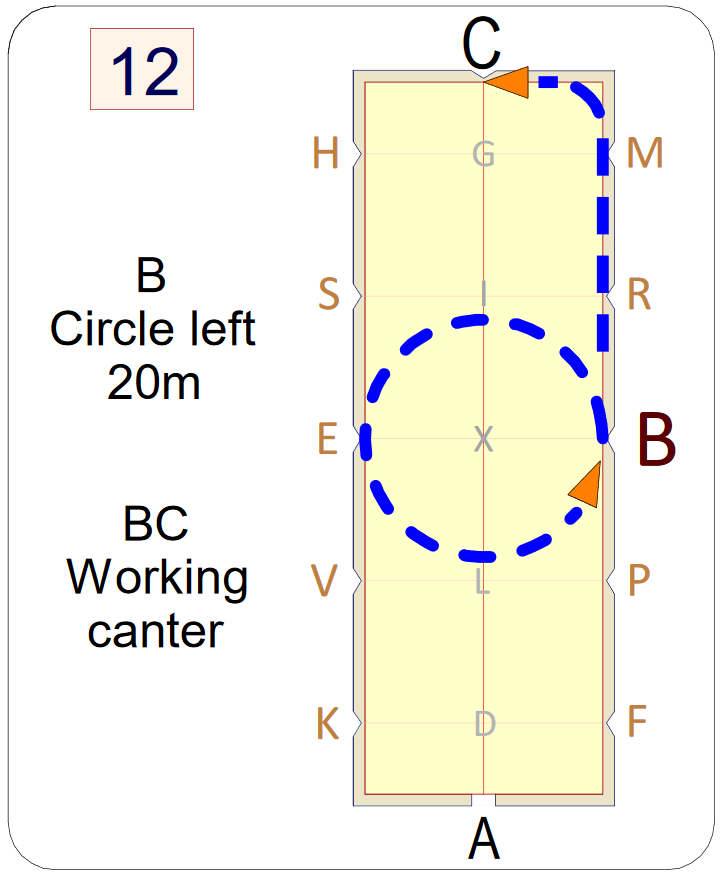 12
C
H G M
B
Circle left
20m
S I R
E X B
BC
Working
canter
V L P
K D F
A